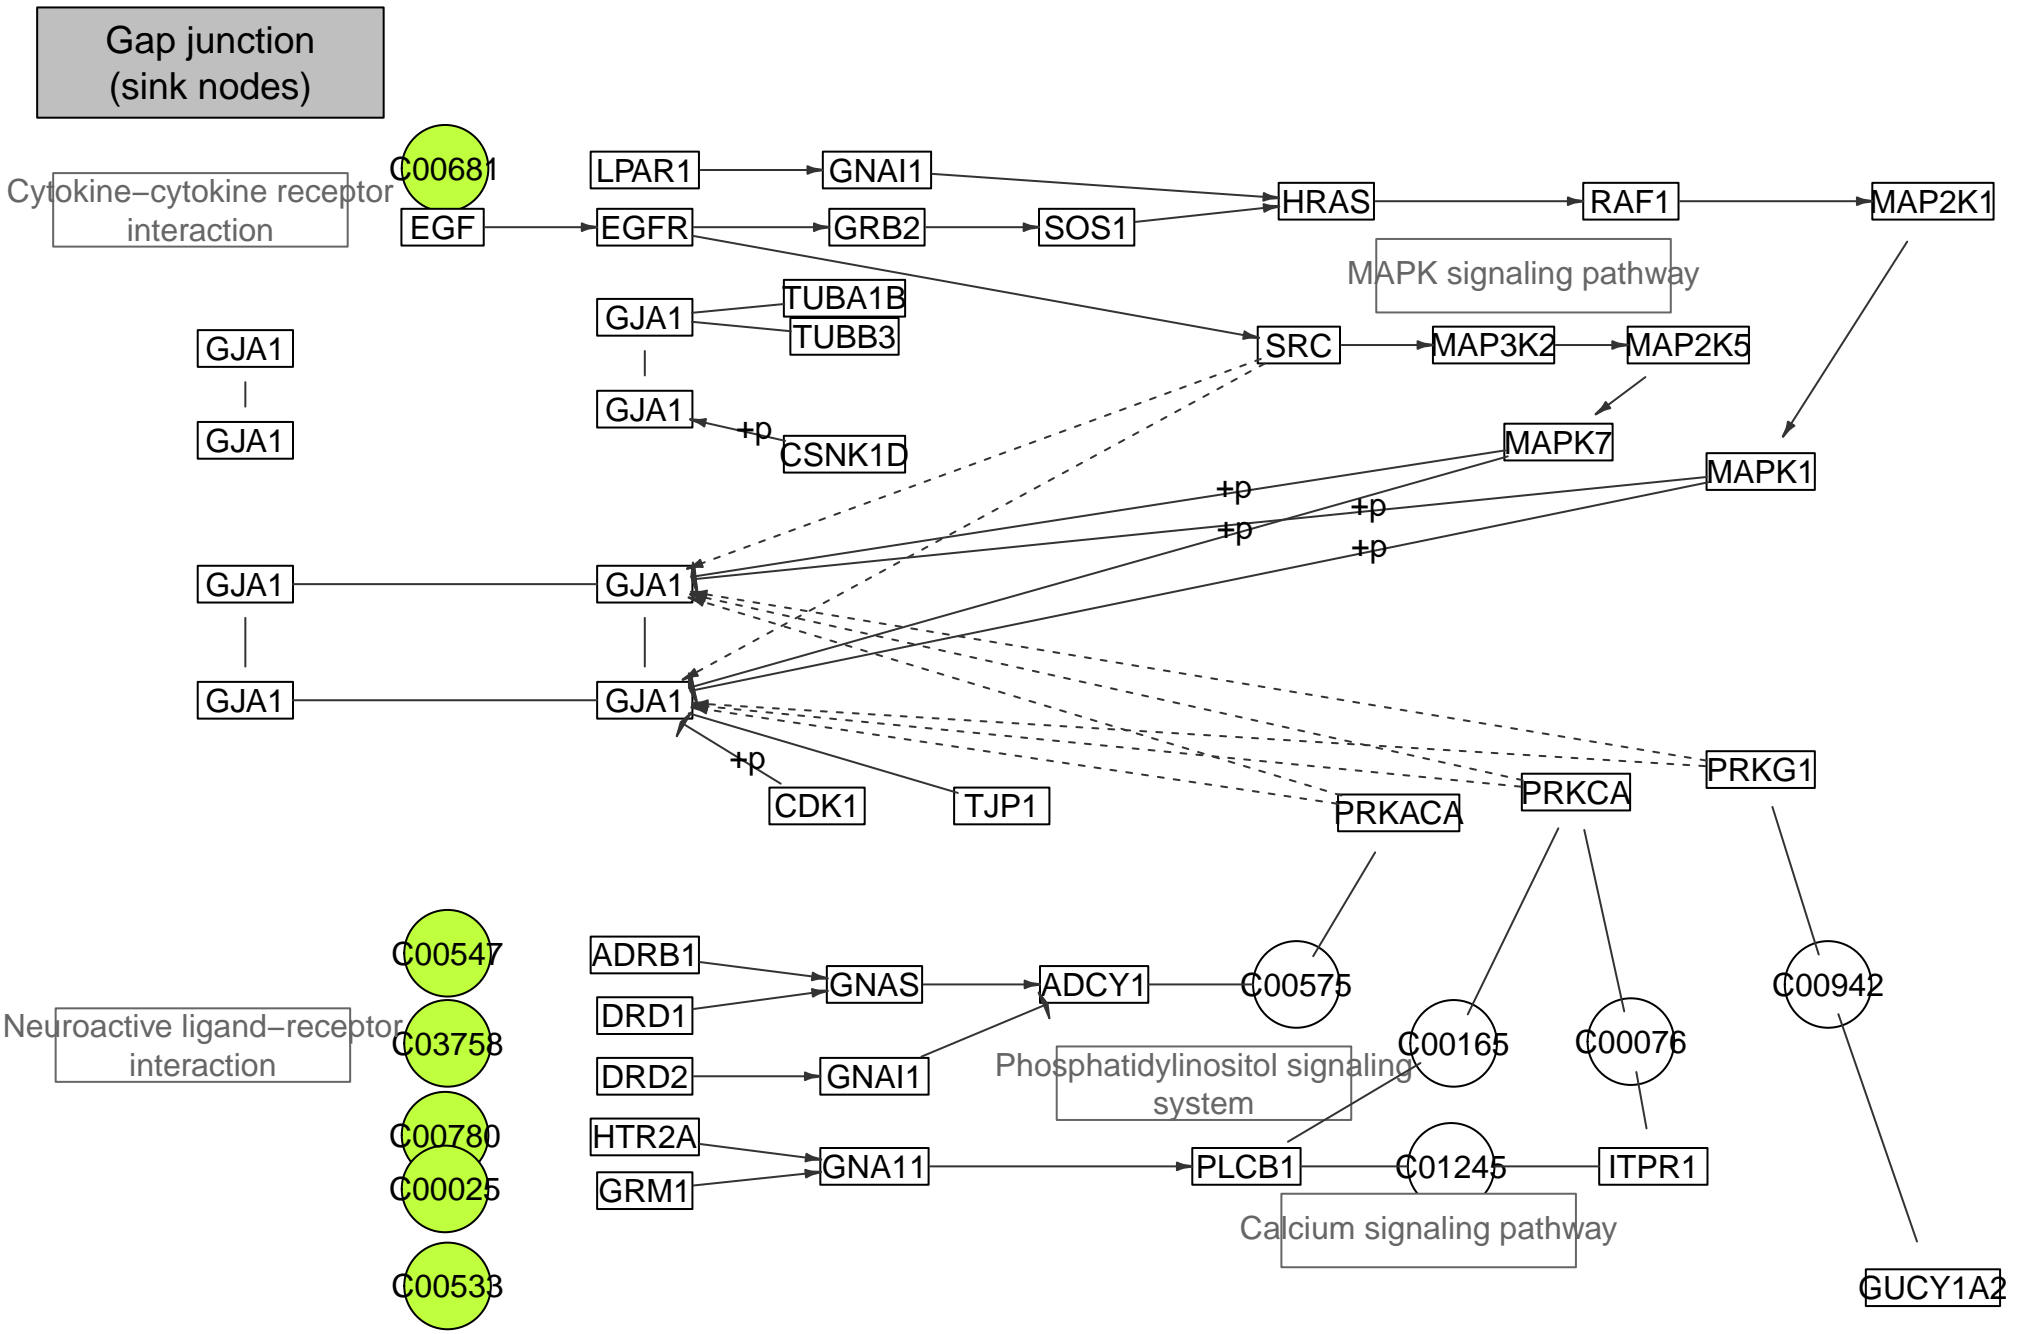 Gap junction
(sink nodes)
C00681
Cytokine−cytokine receptor
interaction
LPAR1
GNAI1
HRAS
RAF1
MAP2K1
EGF
EGFR
GRB2
SOS1
MAPK signaling pathway
TUBA1B
GJA1
TUBB3
GJA1
SRC
MAP3K2
MAP2K5
GJA1
+p
GJA1
CSNK1D
MAPK7
MAPK1
+p
+p
+p
+p
GJA1
GJA1
GJA1
GJA1
+p
CDK1
TJP1
PRKACA
PRKCA
PRKG1
C00547
ADRB1
GNAS
ADCY1
C00575
C00942
DRD1
Neuroactive ligand−receptor
interaction
C03758
C00165
C00076
DRD2
GNAI1
Phosphatidylinositol signaling
system
C00780
HTR2A
GNA11
PLCB1
C01245
ITPR1
C00025
GRM1
Calcium signaling pathway
C00533
GUCY1A2